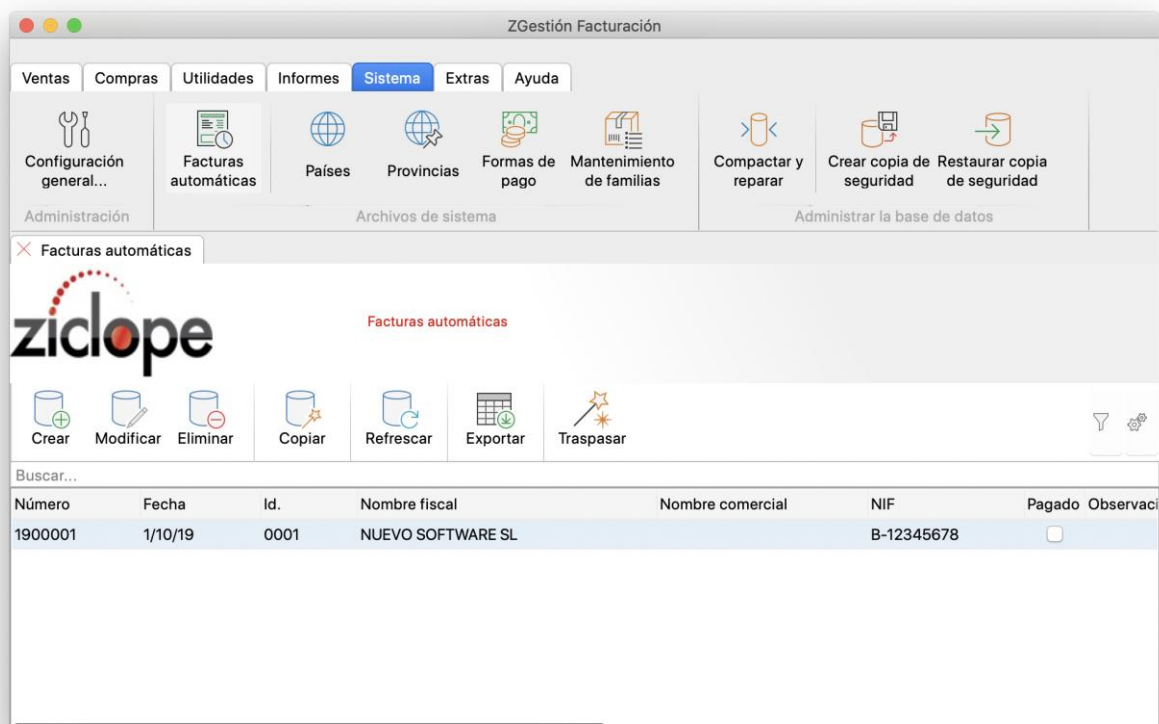 ZGestión Facturación
Ventas Compras Utilidades Informes Sistema Extras Ayuda
Configuración general...
Facturas automáticas
Países
Provincias
Formas de pago
Mantenimiento de familias
Compactar y reparar
Crear copia de seguridad
Restaurar copia de seguridad
Administración
Archivos de sistema
Administrar la base de datos
Facturas automáticas
ziclope
Facturas automáticas
Crear Modificar Eliminar Copiar Refrescar Exportar Traspasar
Buscar...
Número Fecha Id. Nombre fiscal Nombre comercial NIF Pagado Observaci
1900001 1/10/19 0001 NUEVO SOFTWARE SL B-12345678